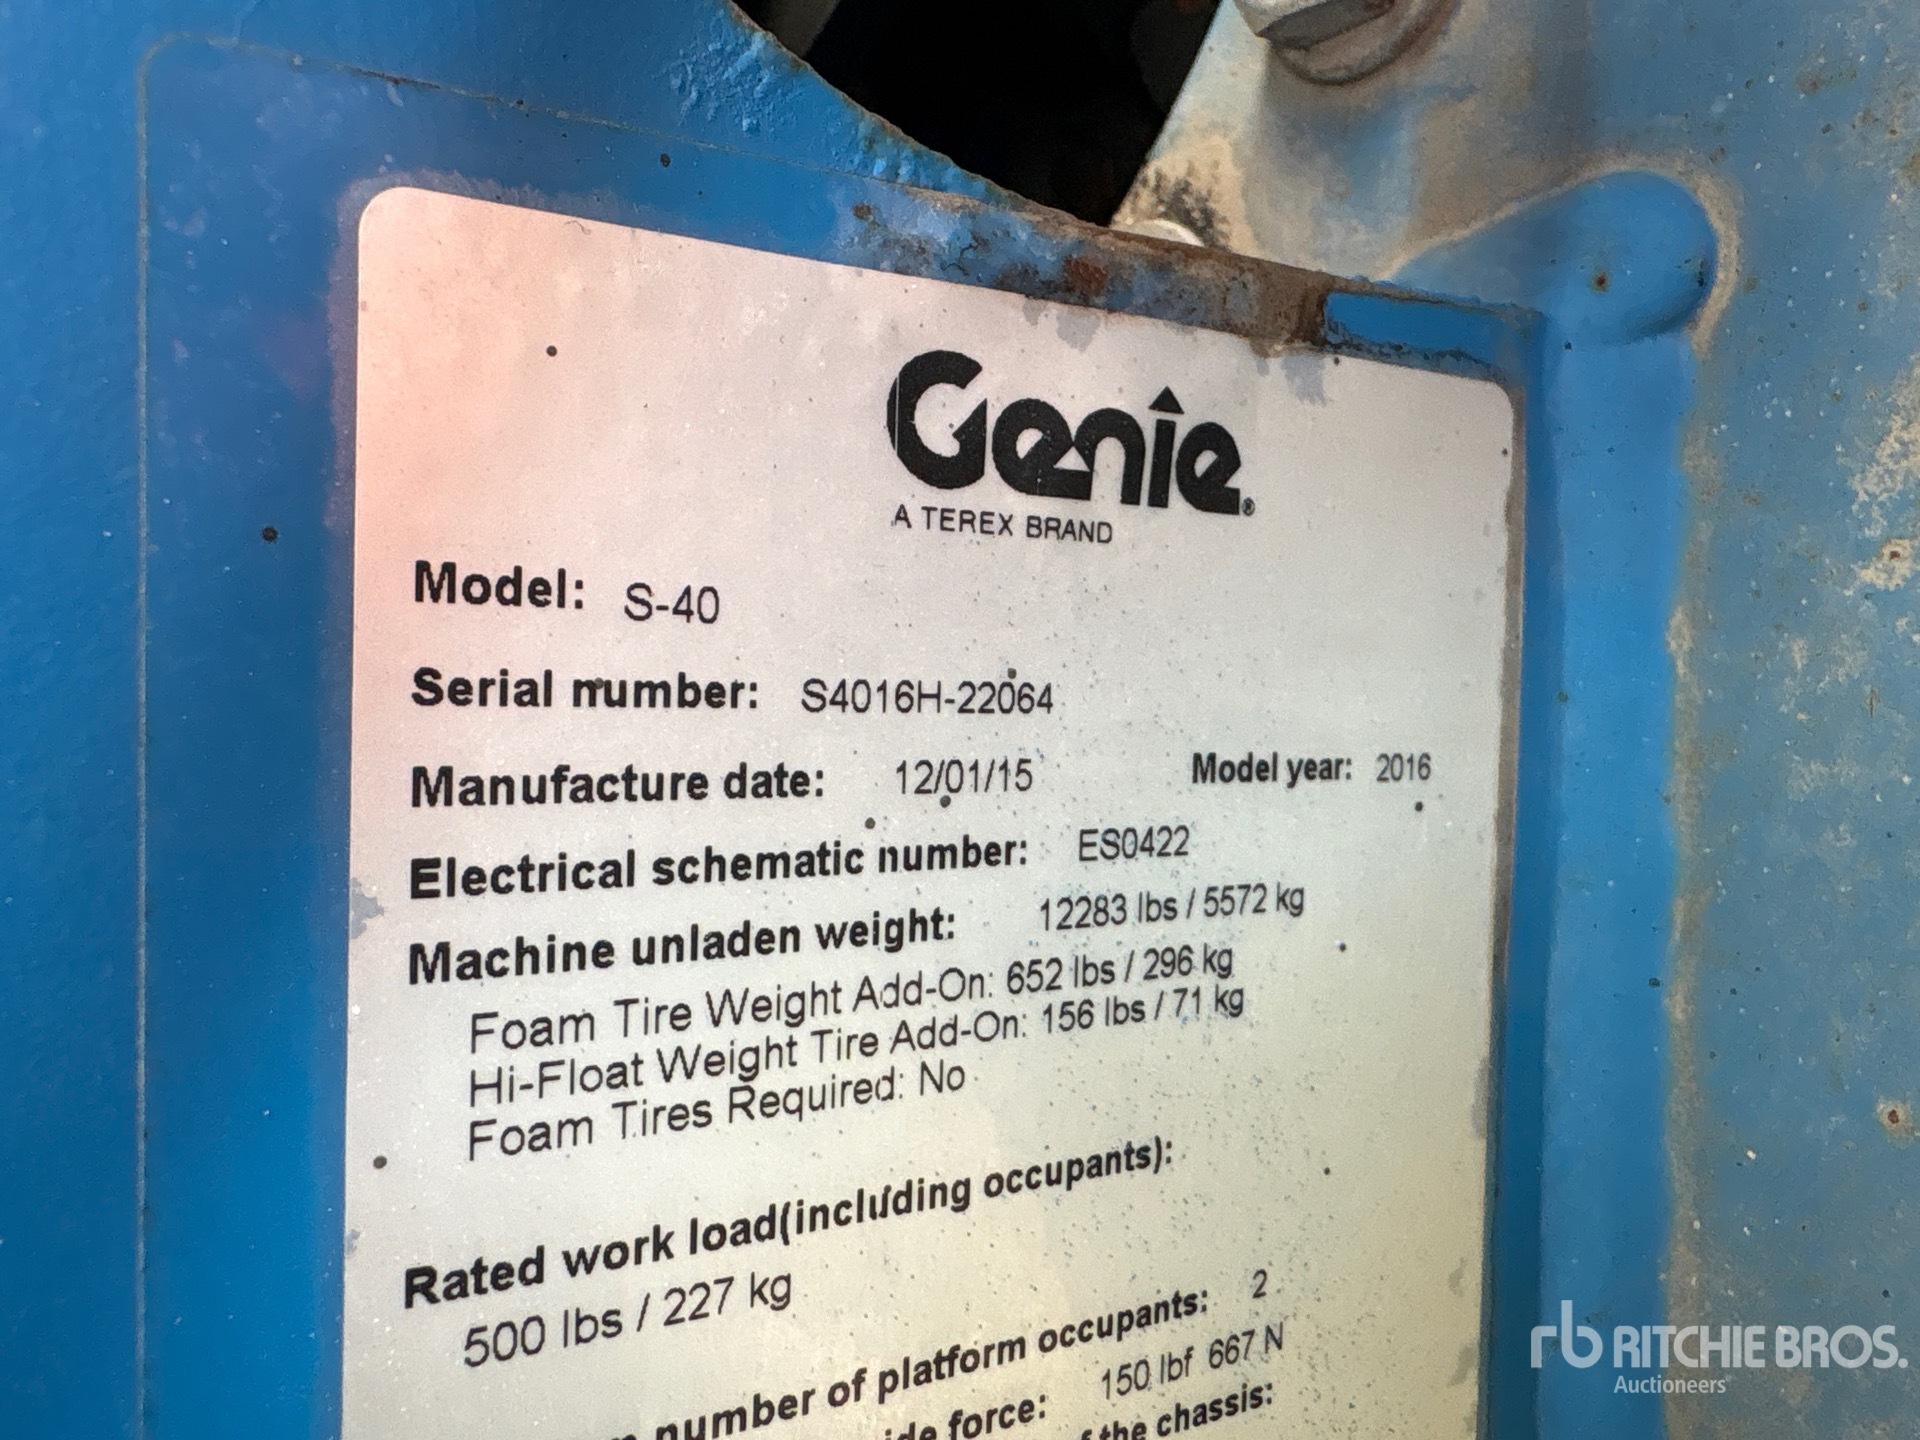 Genie®
A TEREX BRAND
Model: S-40
Serial number: S4016H-22064
Manufacture date: 12/01/15 Model year: 2016
Electrical schematic number: ES0422
Machine unladen weight: 12283 lbs / 5572 kg
Foam Tire Weight Add-On: 652 lbs / 296 kg
Hi-Float Weight Tire Add-On: 156 lbs / 71 kg
Foam Tires Required: No
Rated work load(including occupants):
500 lbs / 227 kg
number of platform occupants: 2
force: 150 lbf 667 N
the chassis:
rb RITCHIE BROS.
Auctioneers